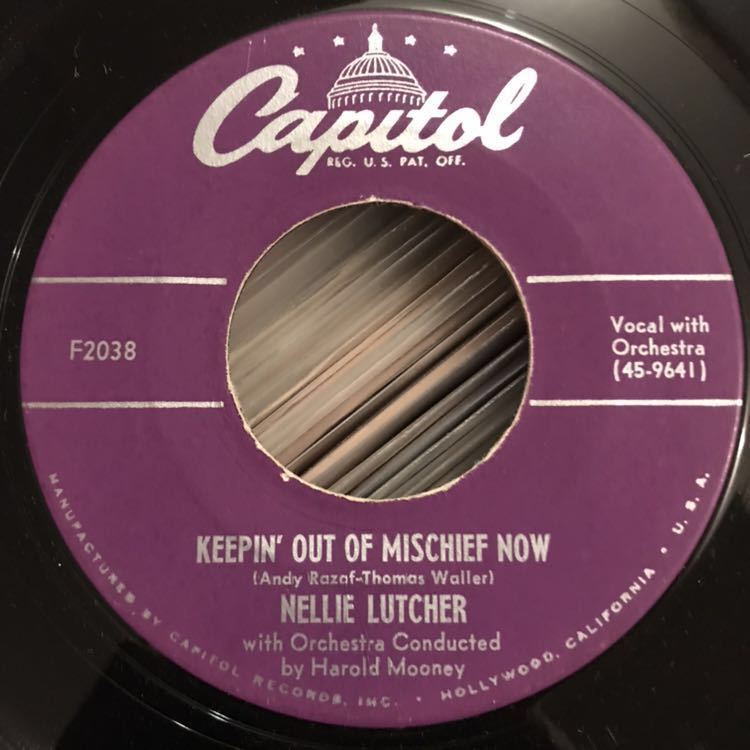 Capitol
REG. U.S. PAT. OFF.
F2038
Vocal with
Orchestra
(45-9641)
KEEPIN' OUT OF MISCHIEF NOW
(Andy Razaf-Thomas Waller)
NELLIE LUTCHER
with Orchestra Conducted
by Harold Mooney
MANUFACTURED BY CAPITOL RECORDS, INC. • HOLLYWOOD, CALIFORNIA • U.S.A.